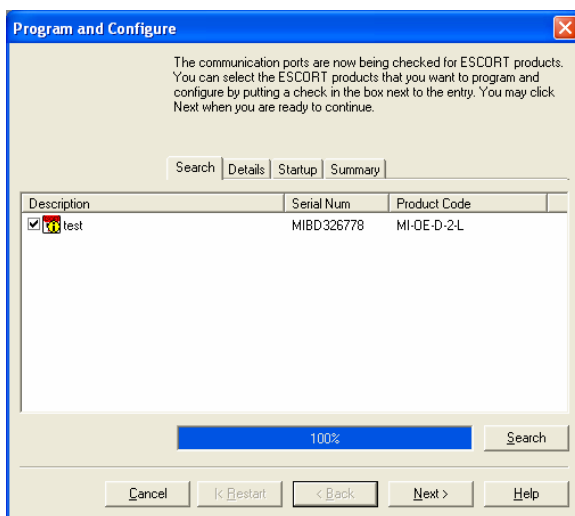 Program and Configure
The communication ports are now being checked for ESCORT products.
You can select the ESCORT products that you want to program and
configure by putting a check in the box next to the entry. You may click
Next when you are ready to continue.
Search Details Startup Summary
Description Serial Num Product Code
test MIBD326778 MI-OE-D-2-L
100% Search
Cancel |< Restart < Back Next > Help